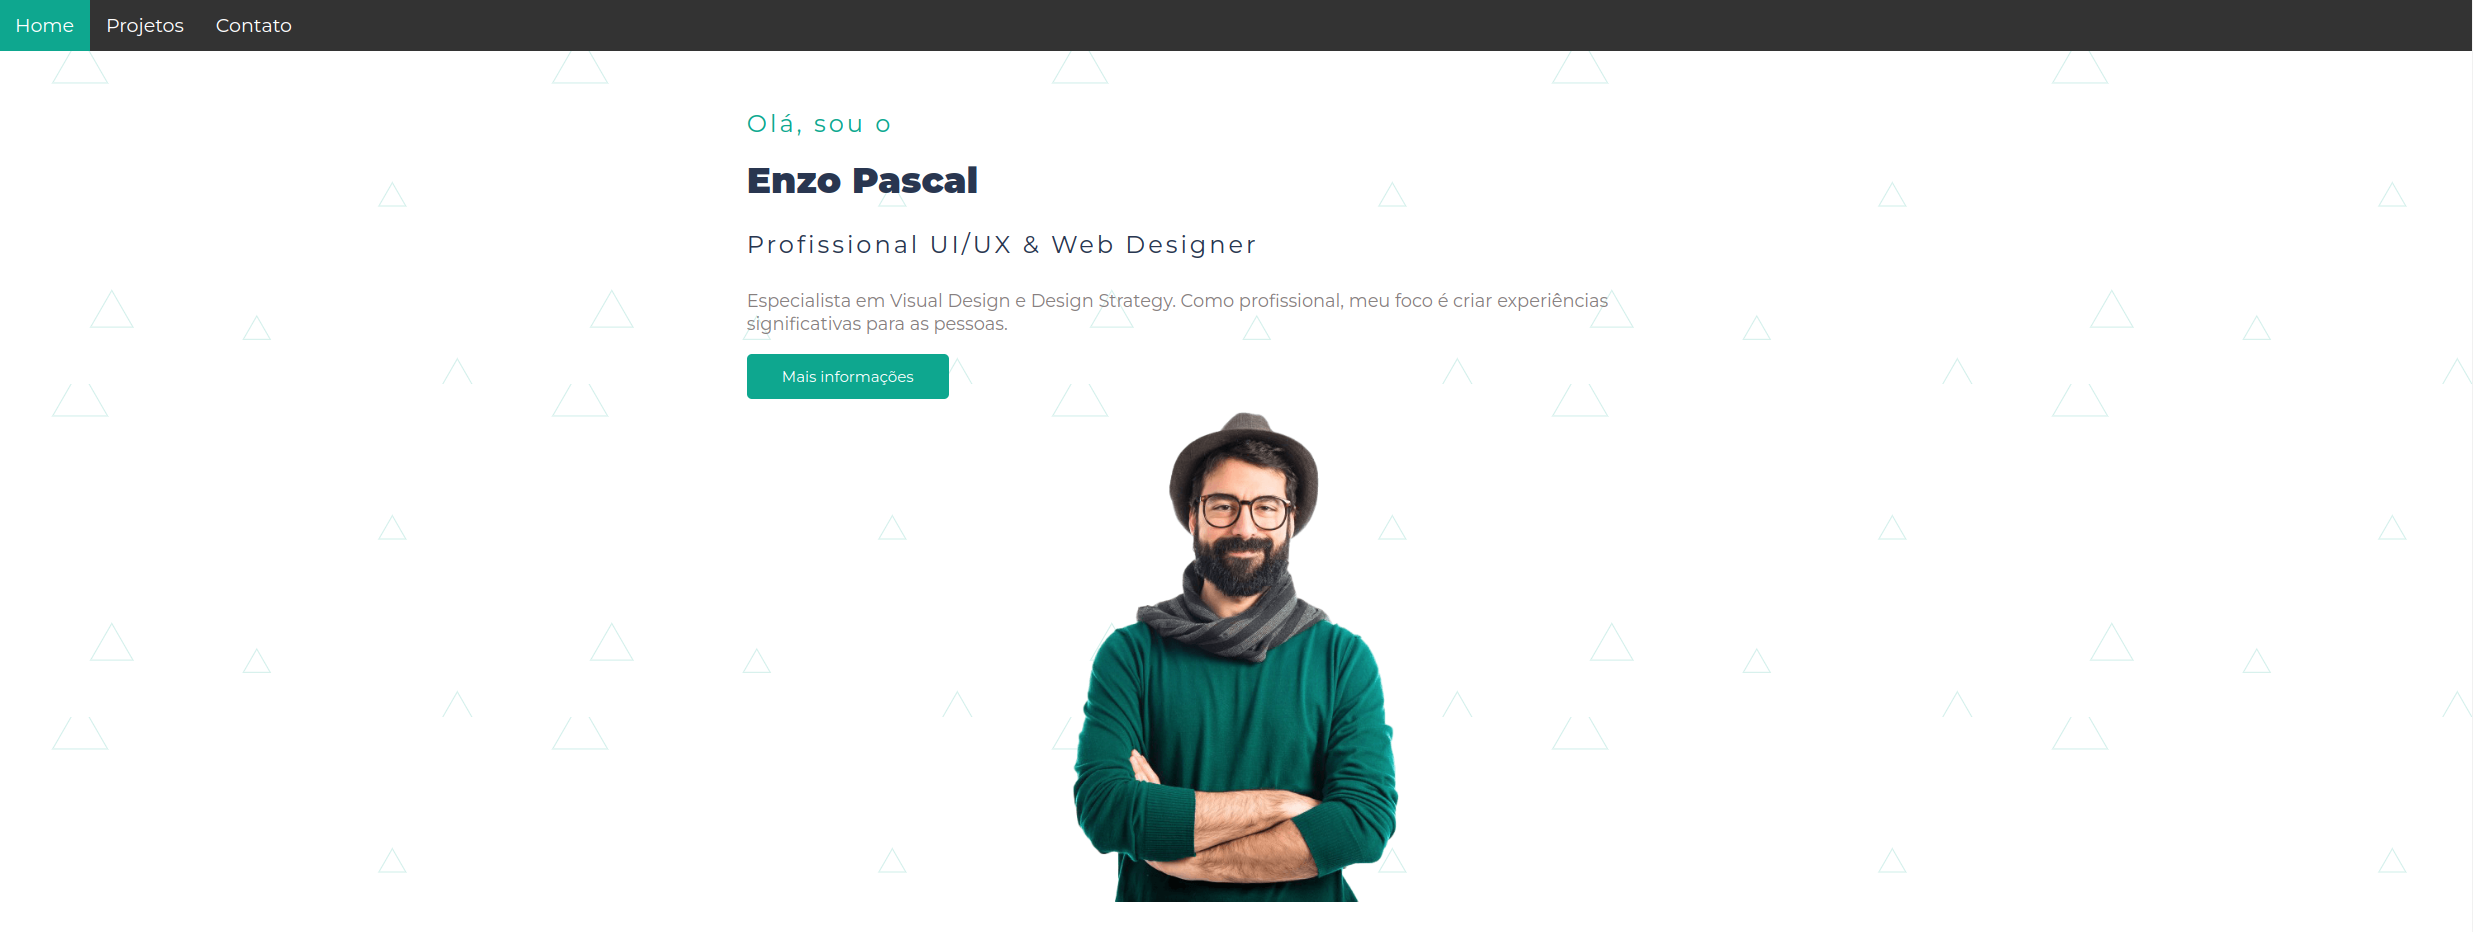 Home Projetos Contato
Olá, sou o
Enzo Pascal
Profissional UI/UX & Web Designer
Especialista em Visual Design e Design Strategy. Como profissional, meu foco é criar experiências
significativas para as pessoas.
Mais informações